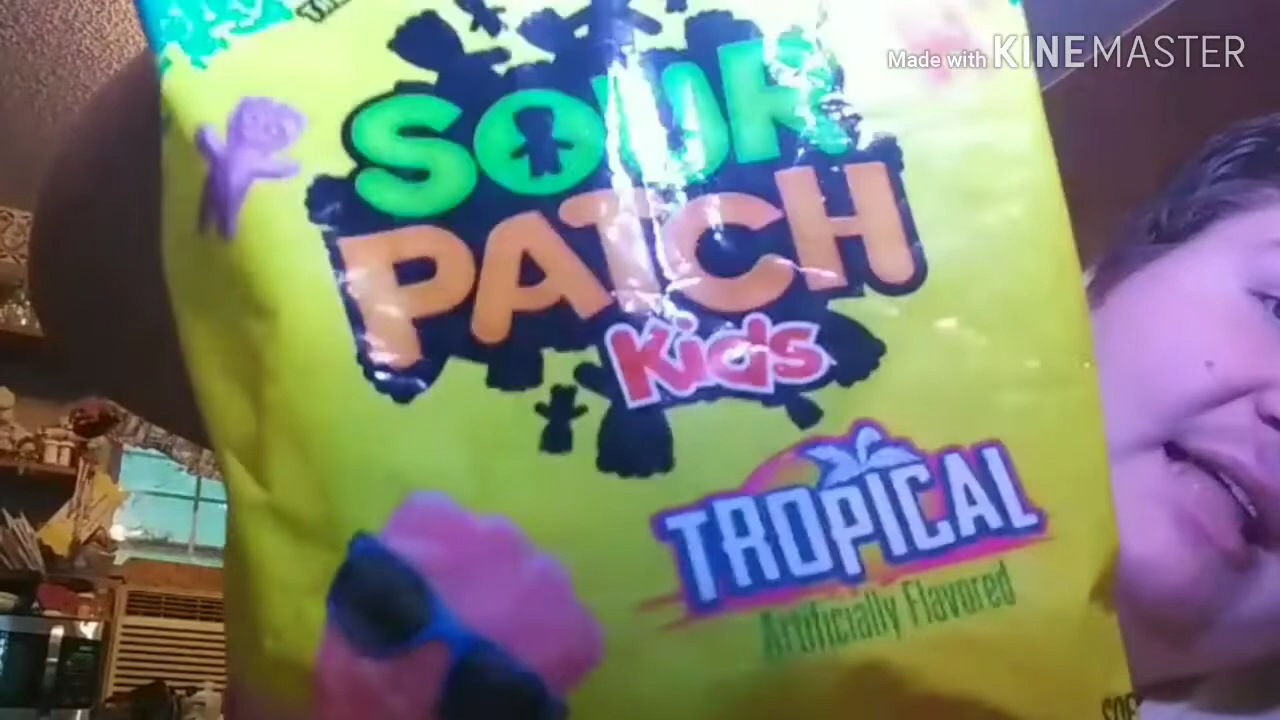 Made with KINEMASTER
SOUR
PATCH
Kids
TROPICAL
Artificially Flavored